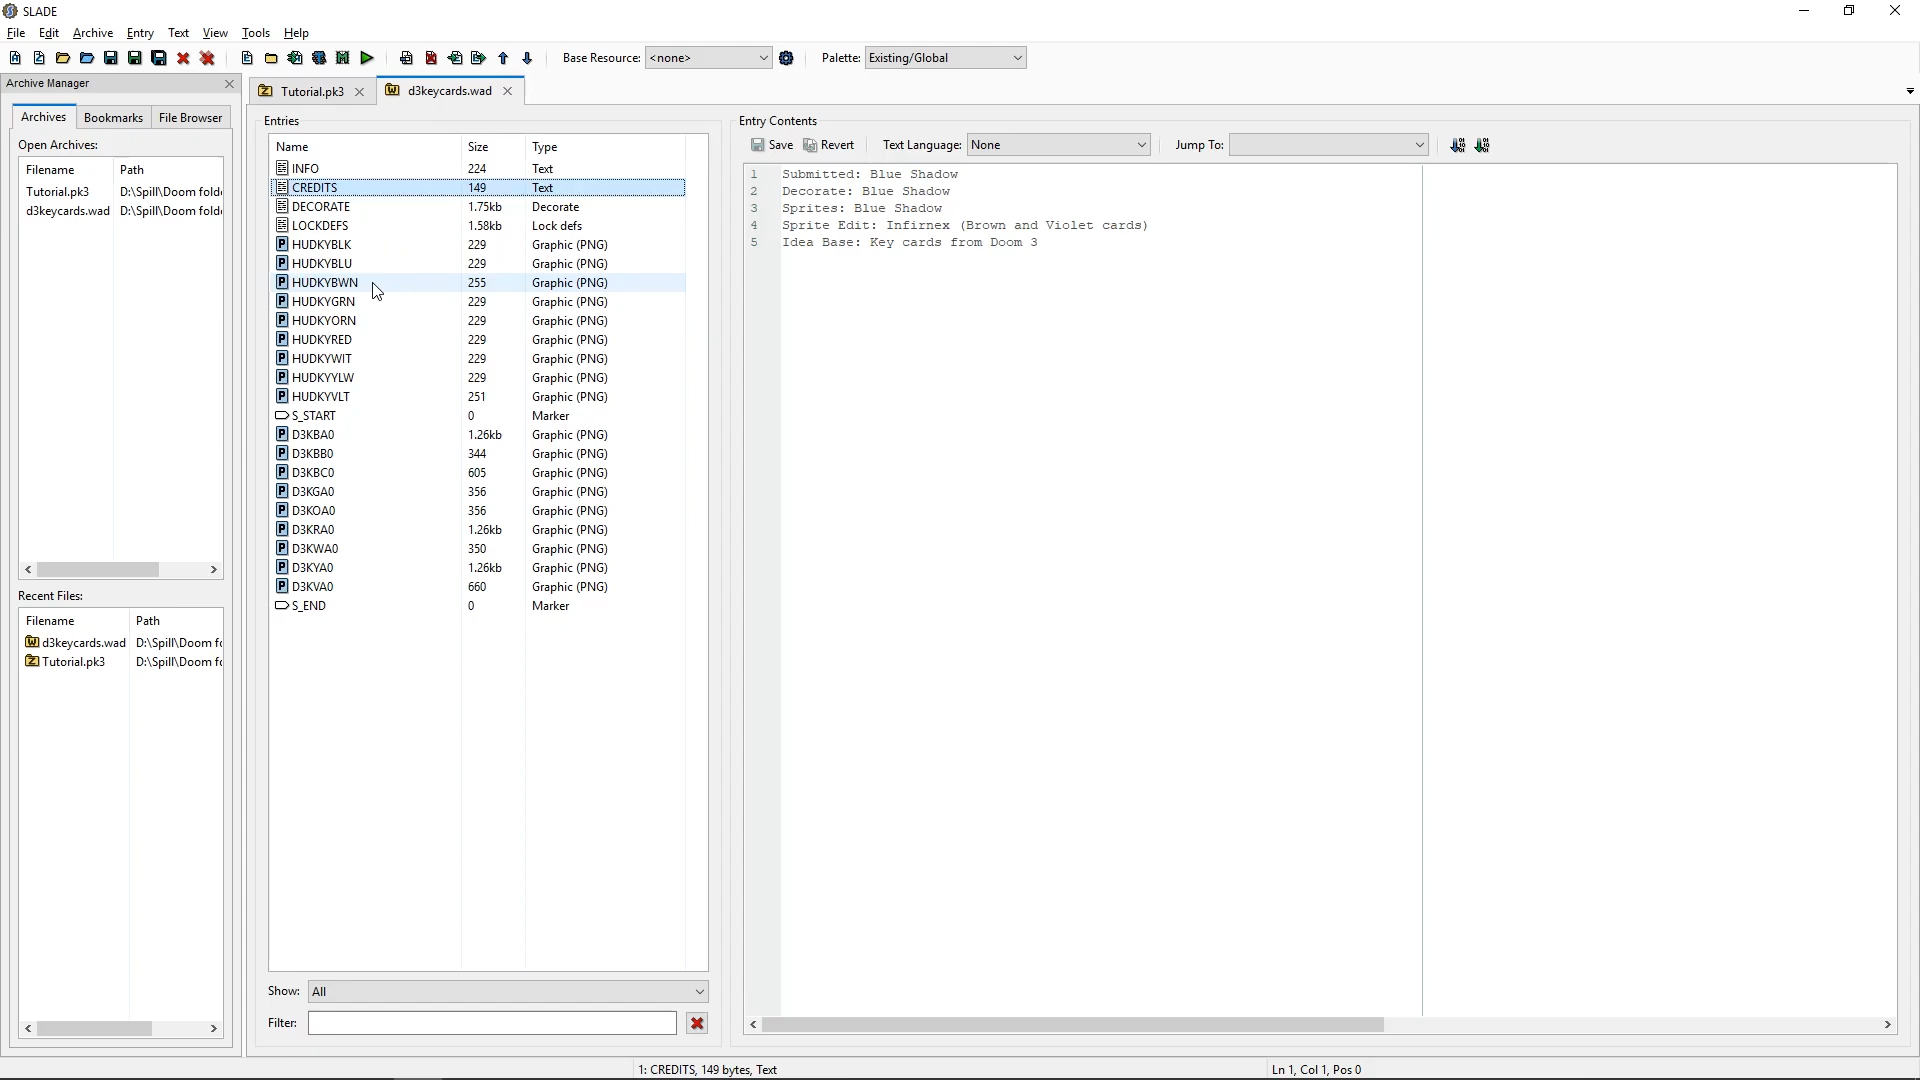 SLADE
File Edit Archive Entry Text View Tools Help
Base Resource: <none> Palette: Existing/Global
Archive Manager
Tutorial.pk3 d3keycards.wad
Archives Bookmarks File Browser
Open Archives:
Filename Path
Tutorial.pk3 D:\Spill\Doom fold
d3keycards.wad D:\Spill\Doom fold
Recent Files:
Filename Path
d3keycards.wad D:\Spill\Doom f
Tutorial.pk3 D:\Spill\Doom f
Entries
Name Size Type
INFO 224 Text
CREDITS 149 Text
DECORATE 1.75kb Decorate
LOCKDEFS 1.58kb Lock defs
HUDKYBLK 229 Graphic (PNG)
HUDKYBLU 229 Graphic (PNG)
HUDKYBWN 255 Graphic (PNG)
HUDKYGRN 229 Graphic (PNG)
HUDKYORN 229 Graphic (PNG)
HUDKYRED 229 Graphic (PNG)
HUDKYWIT 229 Graphic (PNG)
HUDKYYLW 229 Graphic (PNG)
HUDKYVLT 251 Graphic (PNG)
S_START 0 Marker
D3KBA0 1.26kb Graphic (PNG)
D3KBB0 344 Graphic (PNG)
D3KBC0 605 Graphic (PNG)
D3KGA0 356 Graphic (PNG)
D3KOA0 356 Graphic (PNG)
D3KRA0 1.26kb Graphic (PNG)
D3KWA0 350 Graphic (PNG)
D3KYA0 1.26kb Graphic (PNG)
D3KVA0 660 Graphic (PNG)
S_END 0 Marker
Show: All
Filter:
Entry Contents
Save Revert Text Language: None Jump To:
1 Submitted: Blue Shadow
2 Decorate: Blue Shadow
3 Sprites: Blue Shadow
4 Sprite Edit: Infirnex (Brown and Violet cards)
5 Idea Base: Key cards from Doom 3
1: CREDITS, 149 bytes, Text
Ln 1, Col 1, Pos 0